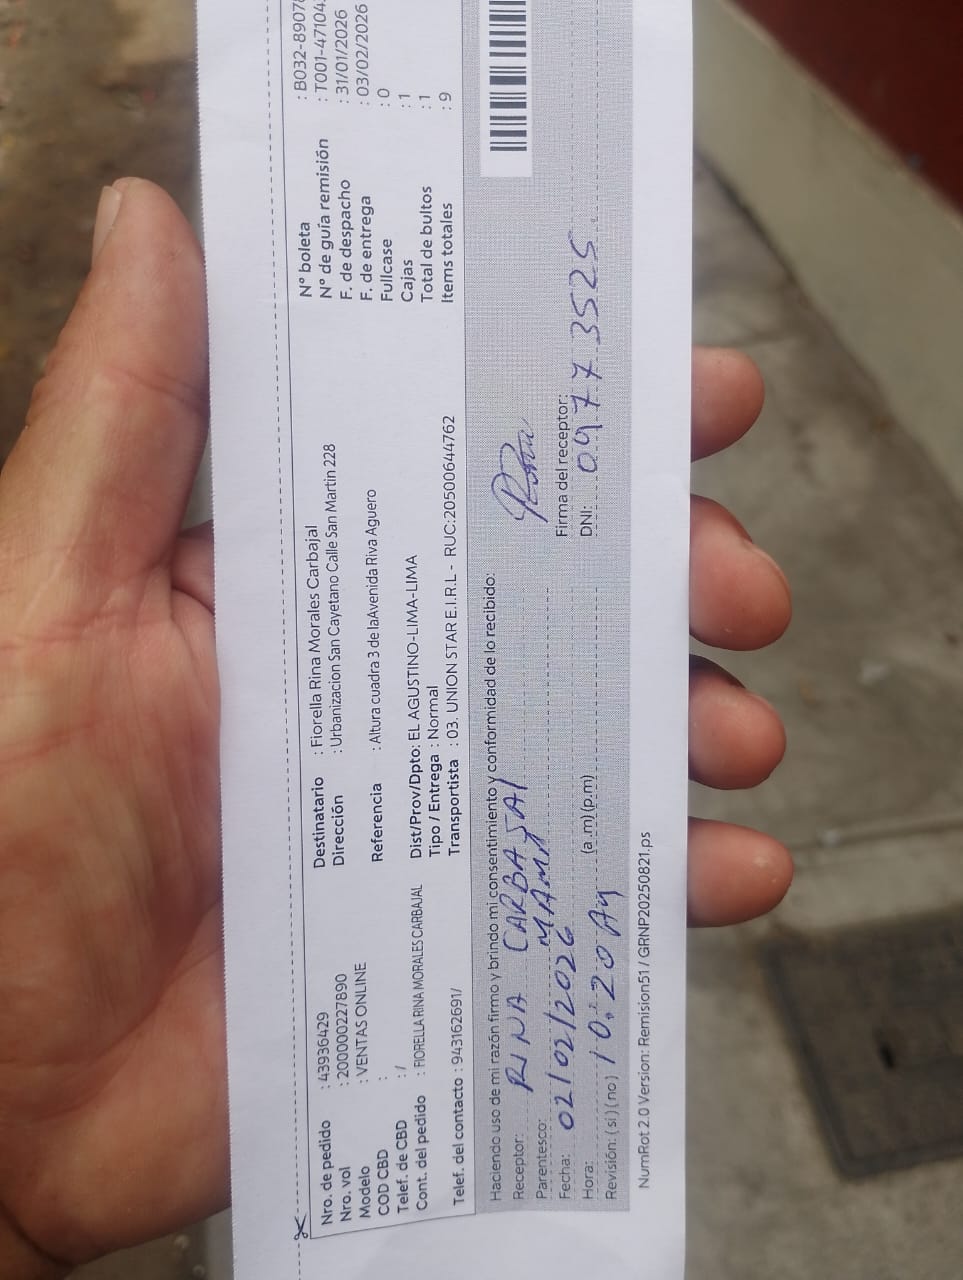 Nro. de pedido : 43936429
Nro. vol : 200000227890
Modelo : VENTAS ONLINE
COD CBD :
Telef. de CBD : /
Cont. del pedido : FIORELLA RINA MORALES CARBAJAL
Telef. del contacto : 943162691/
Destinatario : Fiorella Rina Morales Carbajal
Dirección : Urbanizacion San Cayetano Calle San Martin 228
Referencia : Altura cuadra 3 de laAvenida Riva Aguero
Dist/Prov/Dpto: EL AGUSTINO-LIMA-LIMA
Tipo / Entrega : Normal
Transportista : 03. UNION STAR E.I.R.L - RUC:20500644762
N° boleta : B032-8907
N° de guía remisión : T001-47104
F. de despacho : 31/01/2026
F. de entrega : 03/02/2026
Fullcase : 0
Cajas : 1
Total de bultos : 1
Items totales : 9
Haciendo uso de mi razón firmo y brindo mi consentimiento y conformidad de lo recibido:
Receptor: RINA CARBAJAl
Parentesco: MAMA
Fecha: 02/02/2026
Hora: 10:20 (a.m)(p.m)
Revisión: (si)(no)
Firma del receptor:
DNI: 09773525
NumRot 2.0 Version: Remision51 / GRNP20250821.ps